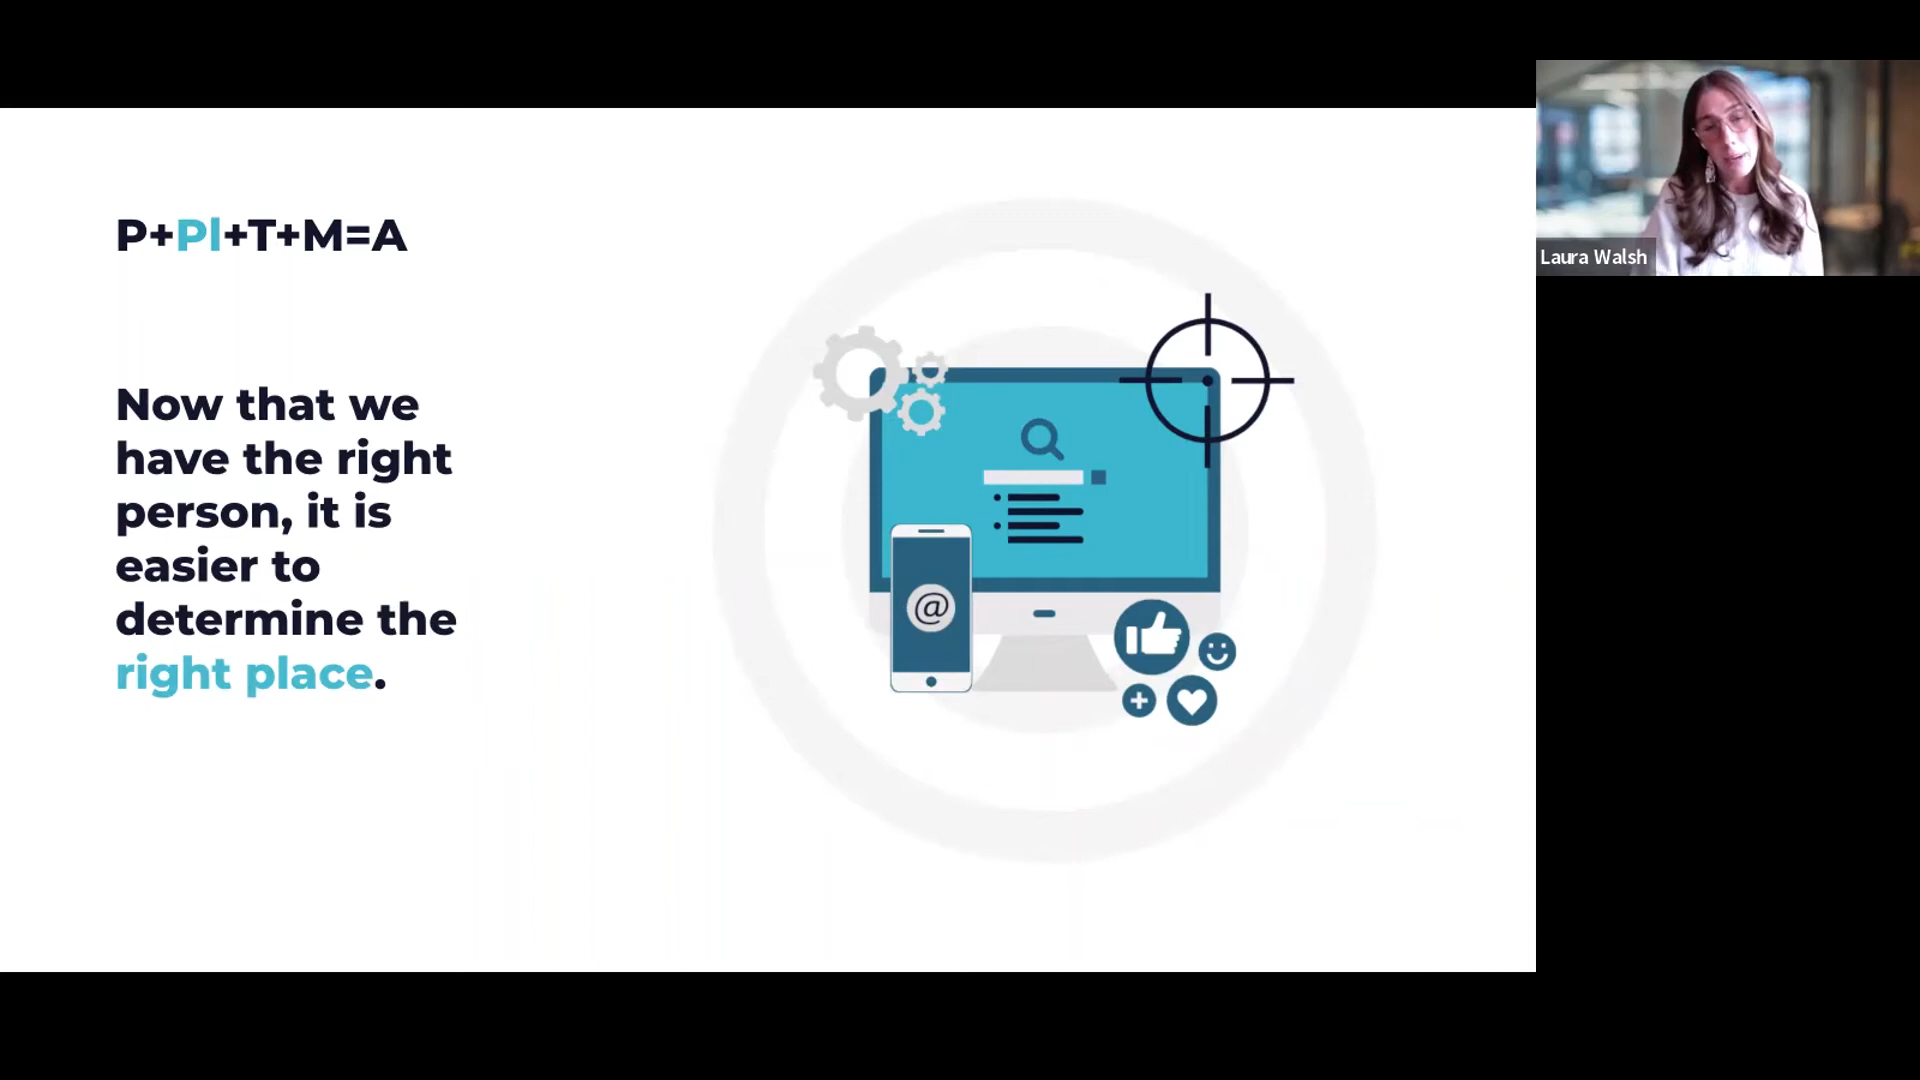 P+Pl+T+M=A
Now that we
have the right
person, it is
easier to
determine the
right place.
@
Laura Walsh